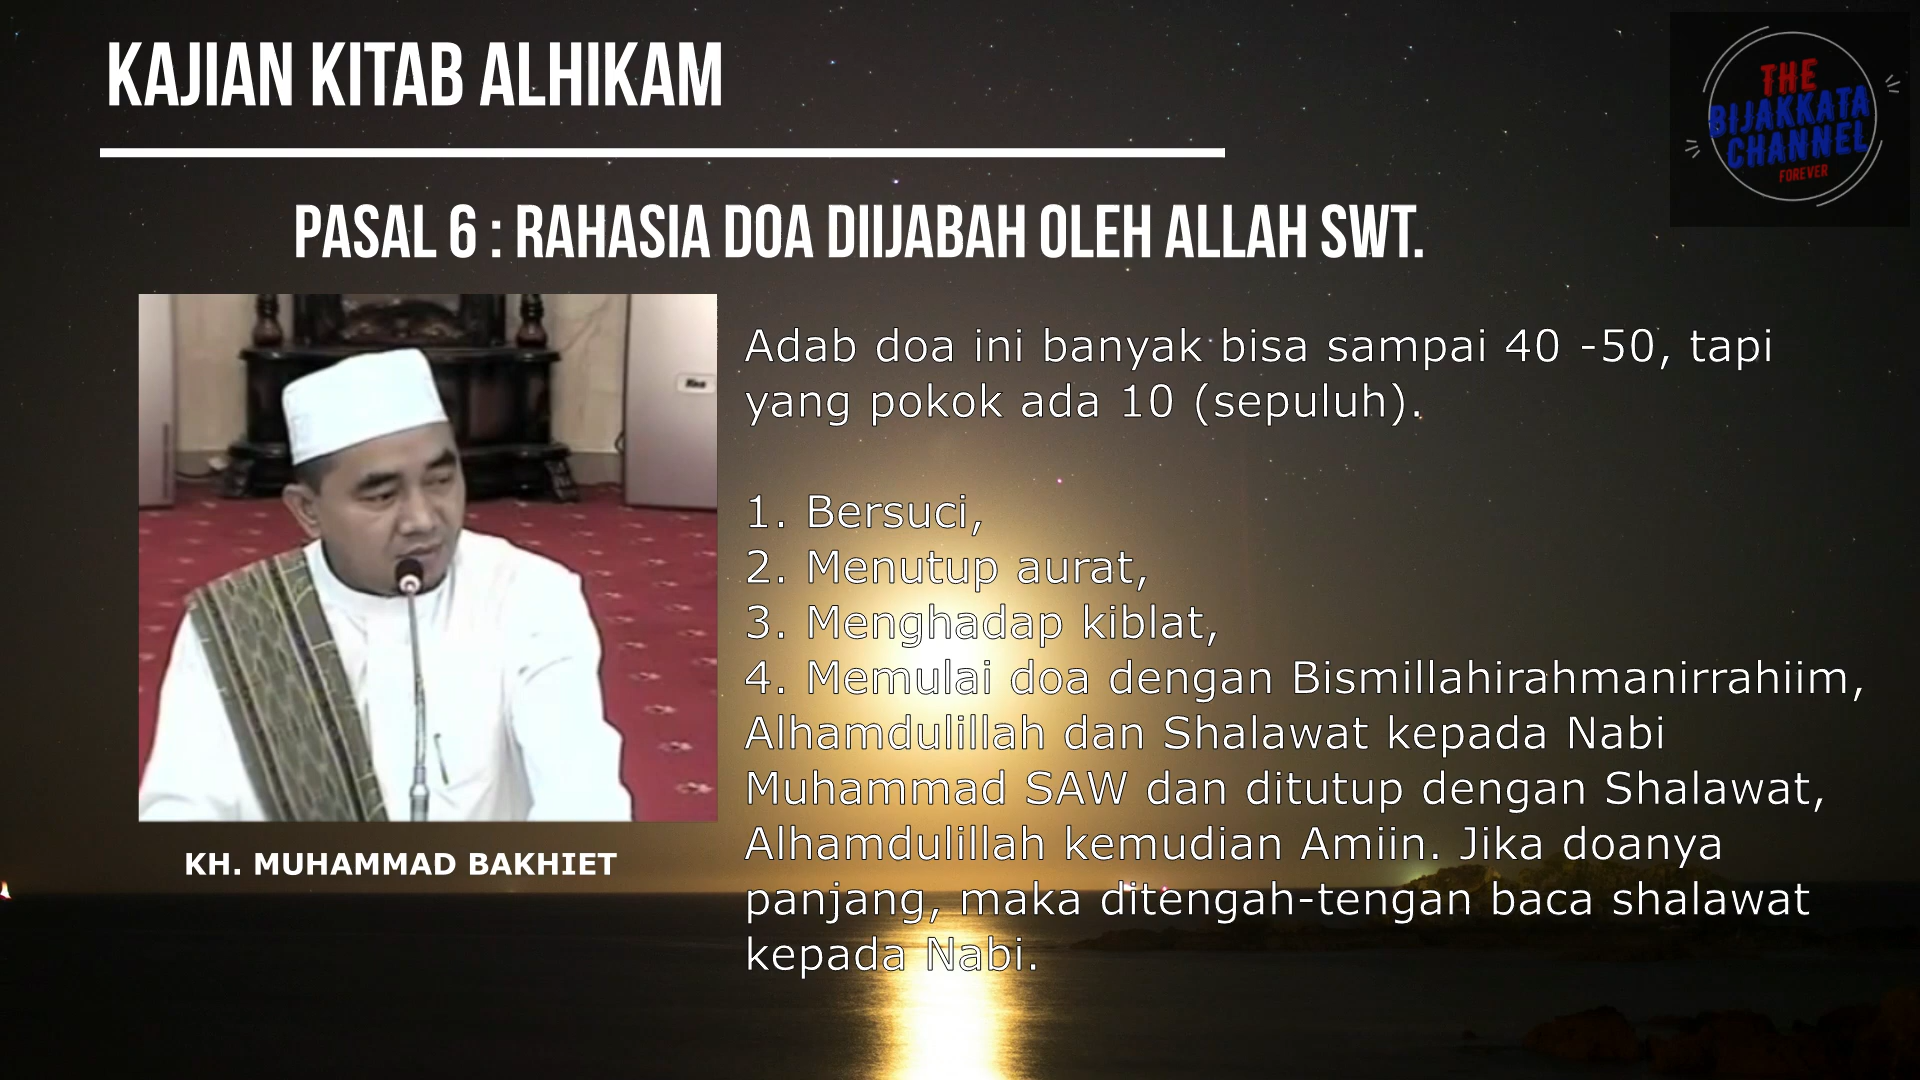 KAJIAN KITAB ALHIKAM
THE
BIJAKKATA
CHANNEL
FOREVER
PASAL 6 : RAHASIA DOA DIIJABAH OLEH ALLAH SWT.
Adab doa ini banyak bisa sampai 40 -50, tapi
yang pokok ada 10 (sepuluh).
1. Bersuci,
2. Menutup aurat,
3. Menghadap kiblat,
4. Memulai doa dengan Bismillahirahmanirrahiim,
Alhamdulillah dan Shalawat kepada Nabi
Muhammad SAW dan ditutup dengan Shalawat,
Alhamdulillah kemudian Amiin. Jika doanya
panjang, maka ditengah-tengan baca shalawat
kepada Nabi.
KH. MUHAMMAD BAKHIET